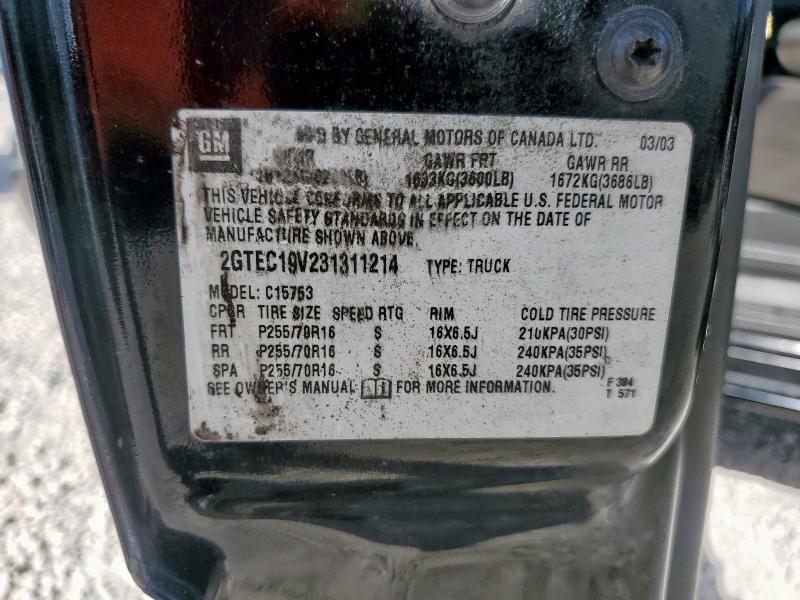 GM
MF'D BY GENERAL MOTORS OF CANADA LTD. 03/03
GAWR FRT GAWR RR
1633KG(3600LB) 1672KG(3686LB)
THIS VEHICLE CONFORMS TO ALL APPLICABLE U.S. FEDERAL MOTOR
VEHICLE SAFETY STANDARDS IN EFFECT ON THE DATE OF
MANUFACTURE SHOWN ABOVE.
2GTEC19V231311214 TYPE: TRUCK
MODEL: C15753
TIRE SIZE SPEED RTG RIM COLD TIRE PRESSURE
FRT P255/70R16 S 16X6.5J 210KPA(30PSI)
RR P255/70R16 S 16X6.5J 240KPA(35PSI)
SPA P255/70R16 S 16X6.5J 240KPA(35PSI)
SEE OWNER'S MANUAL FOR MORE INFORMATION.
F 384
T 571